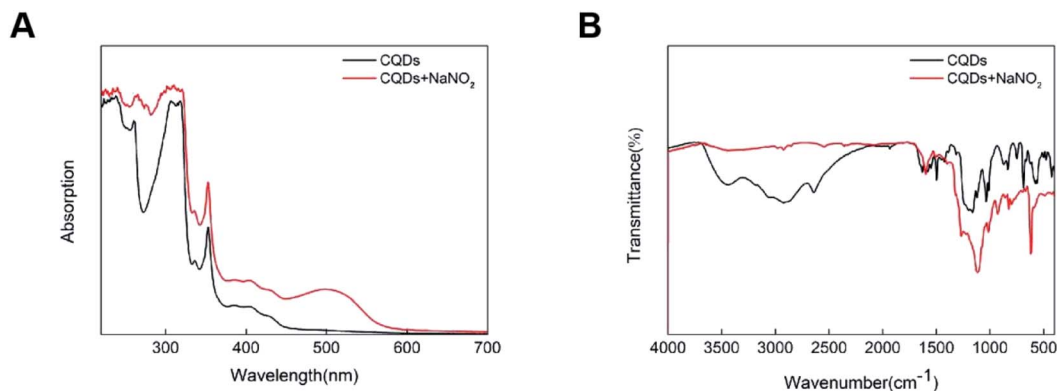 A
B
CQDs
CQDs+NaNO₂
Absorption
300
400
500
600
700
Wavelength(nm)
CQDs
CQDs+NaNO₂
Transmittance(%)
4000
3500
3000
2500
2000
1500
1000
500
Wavenumber(cm⁻¹)